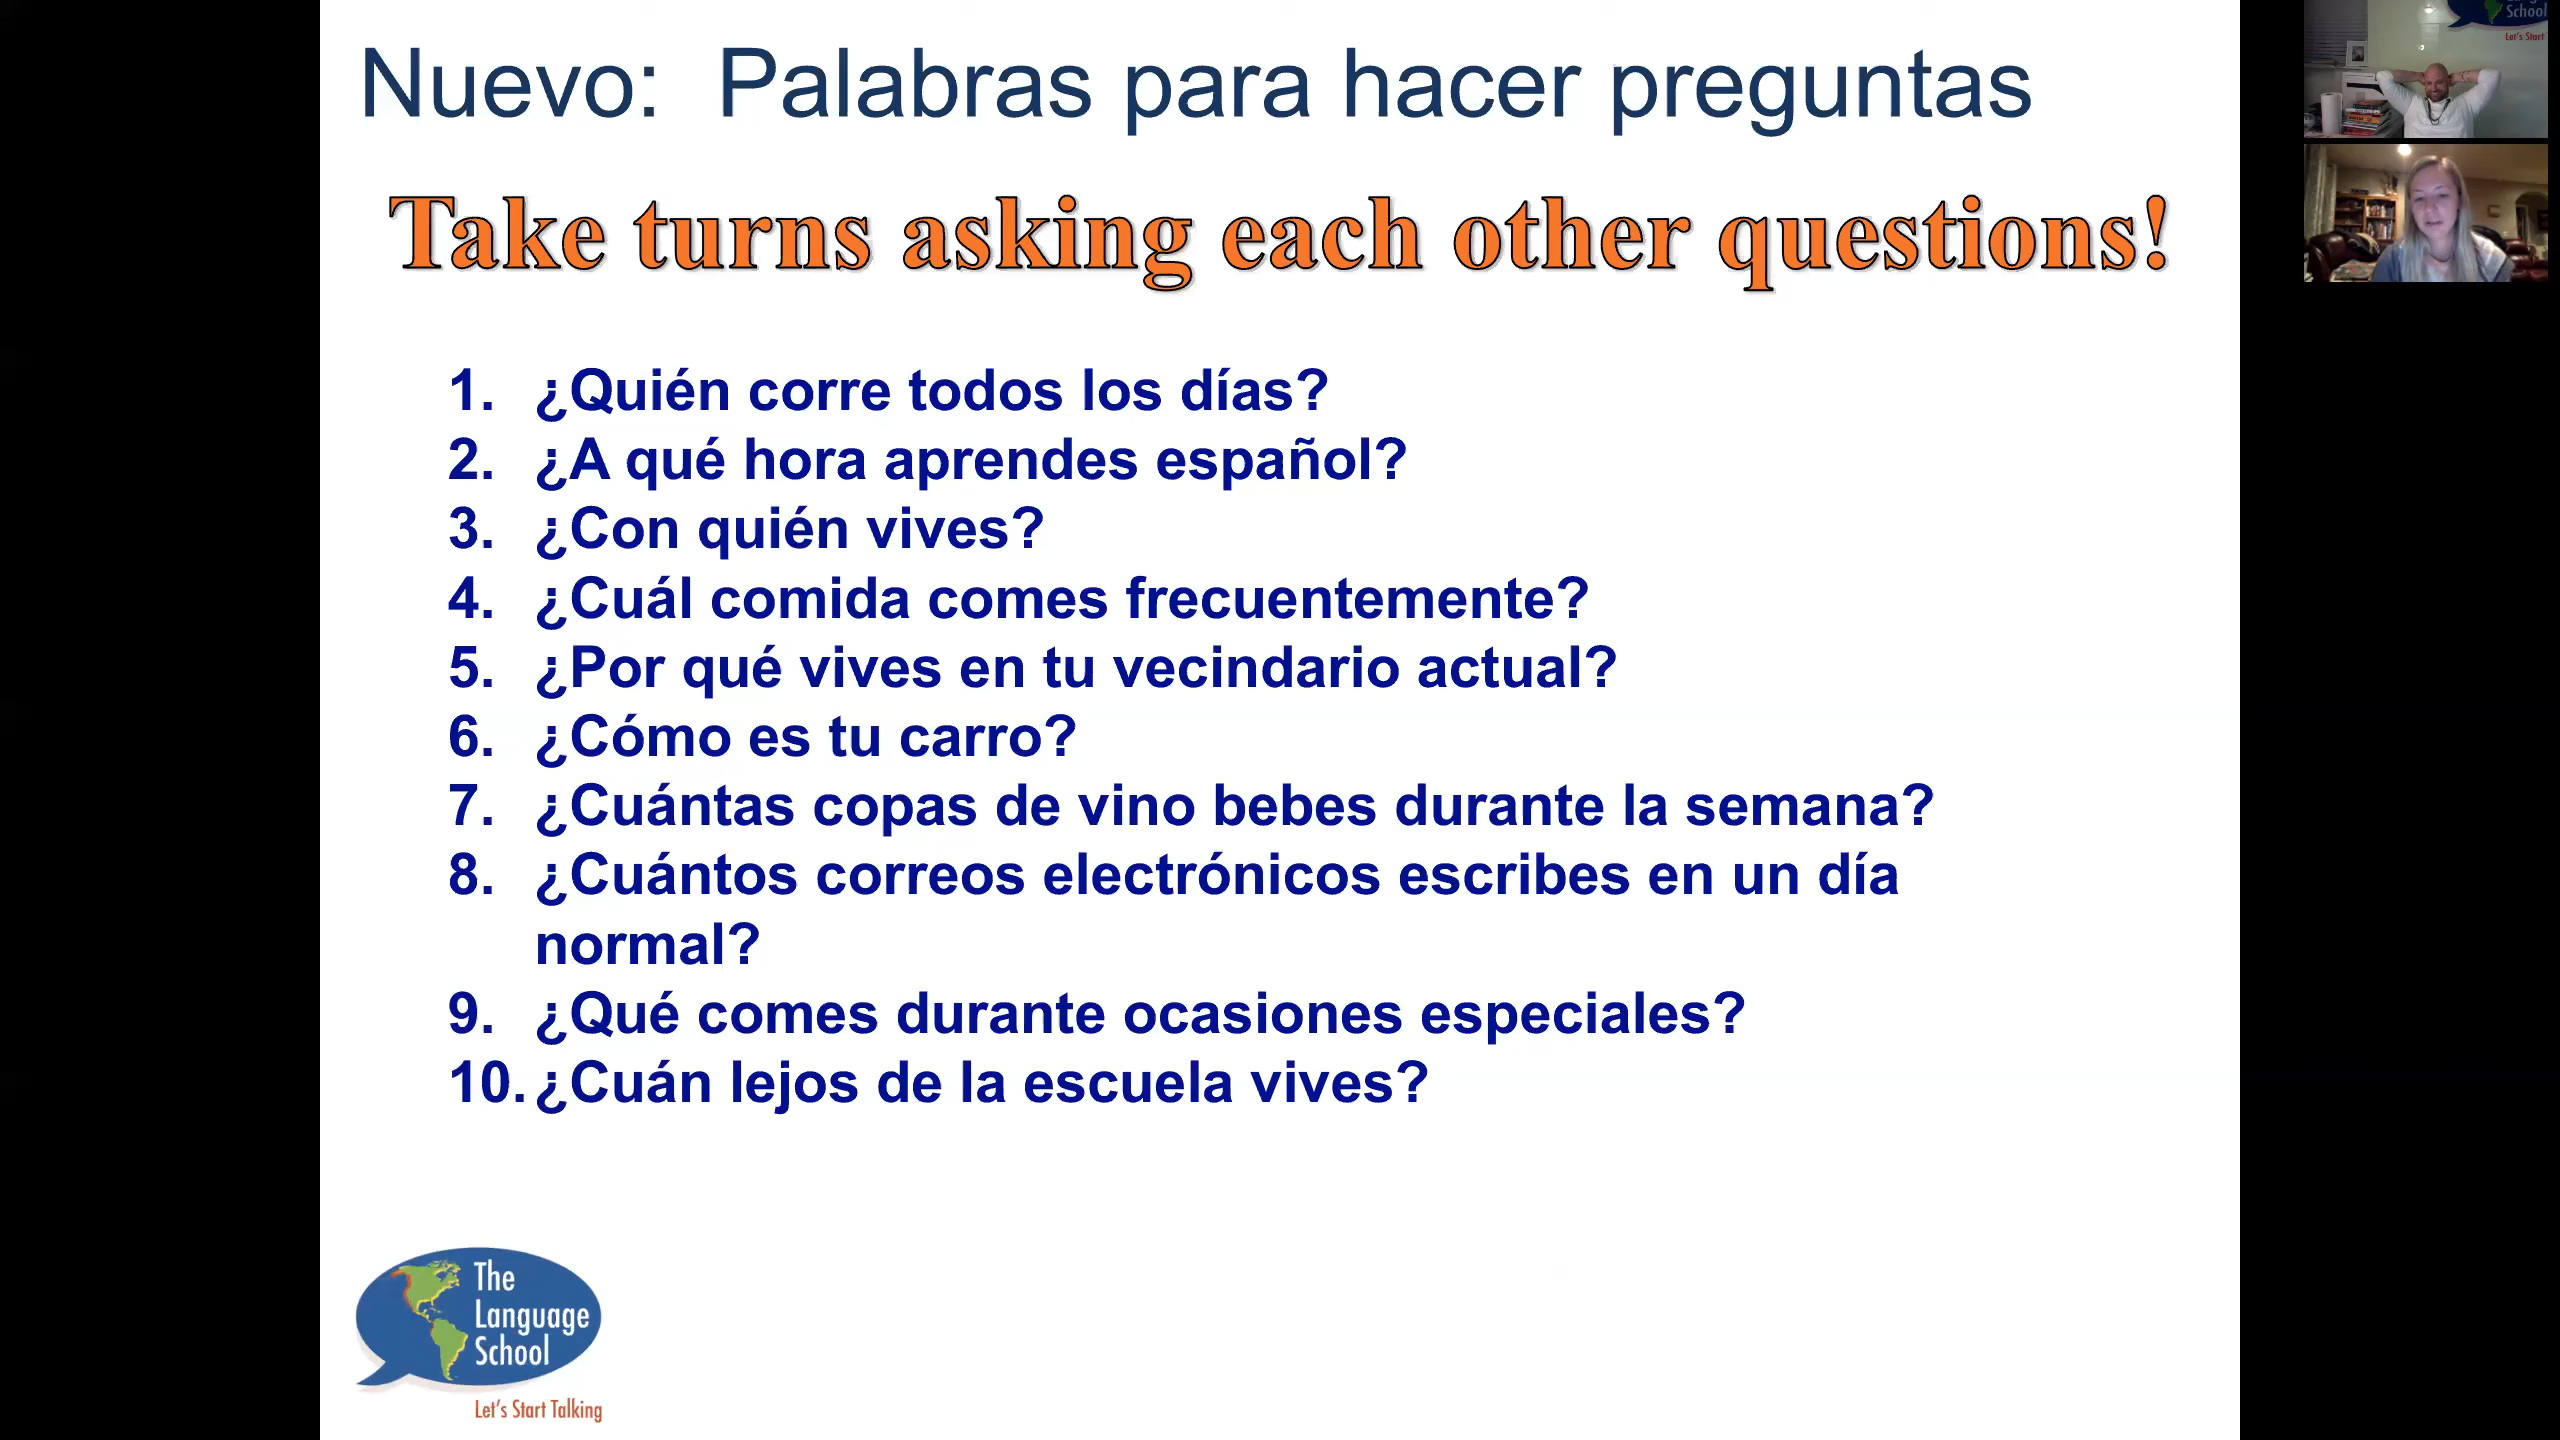 Nuevo:  Palabras para hacer preguntas
Take turns asking each other questions!
1. ¿Quién corre todos los días?
2. ¿A qué hora aprendes español?
3. ¿Con quién vives?
4. ¿Cuál comida comes frecuentemente?
5. ¿Por qué vives en tu vecindario actual?
6. ¿Cómo es tu carro?
7. ¿Cuántas copas de vino bebes durante la semana?
8. ¿Cuántos correos electrónicos escribes en un día
normal?
9. ¿Qué comes durante ocasiones especiales?
10. ¿Cuán lejos de la escuela vives?
The
Language
School
Let's Start Talking
School
Let's Start